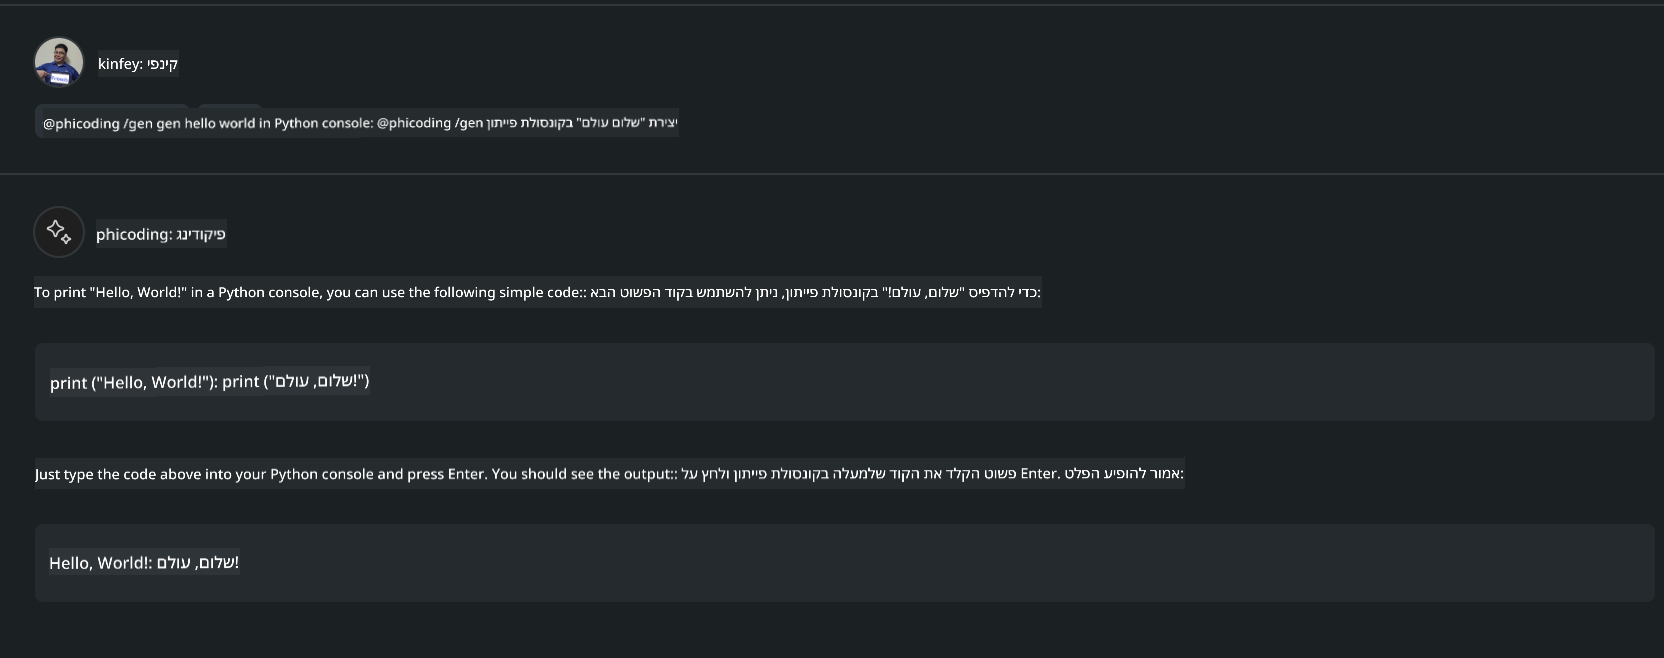 kinfey: קינפי
@phicoding /gen gen hello world in Python console: @phicoding /gen יצירת "שלום עולם" בקונסולת פייתון
phicoding: פיקודינג
To print "Hello, World!" in a Python console, you can use the following simple code:: כדי להדפיס "שלום, עולם!" בקונסולת פייתון, ניתן להשתמש בקוד הפשוט הבא:
print ("Hello, World!"): print ("שלום, עולם!")
Just type the code above into your Python console and press Enter. You should see the output:: פשוט הקלד את הקוד שלמעלה בקונסולת פייתון ולחץ על Enter. אמור להופיע הפלט:
Hello, World!: שלום, עולם!